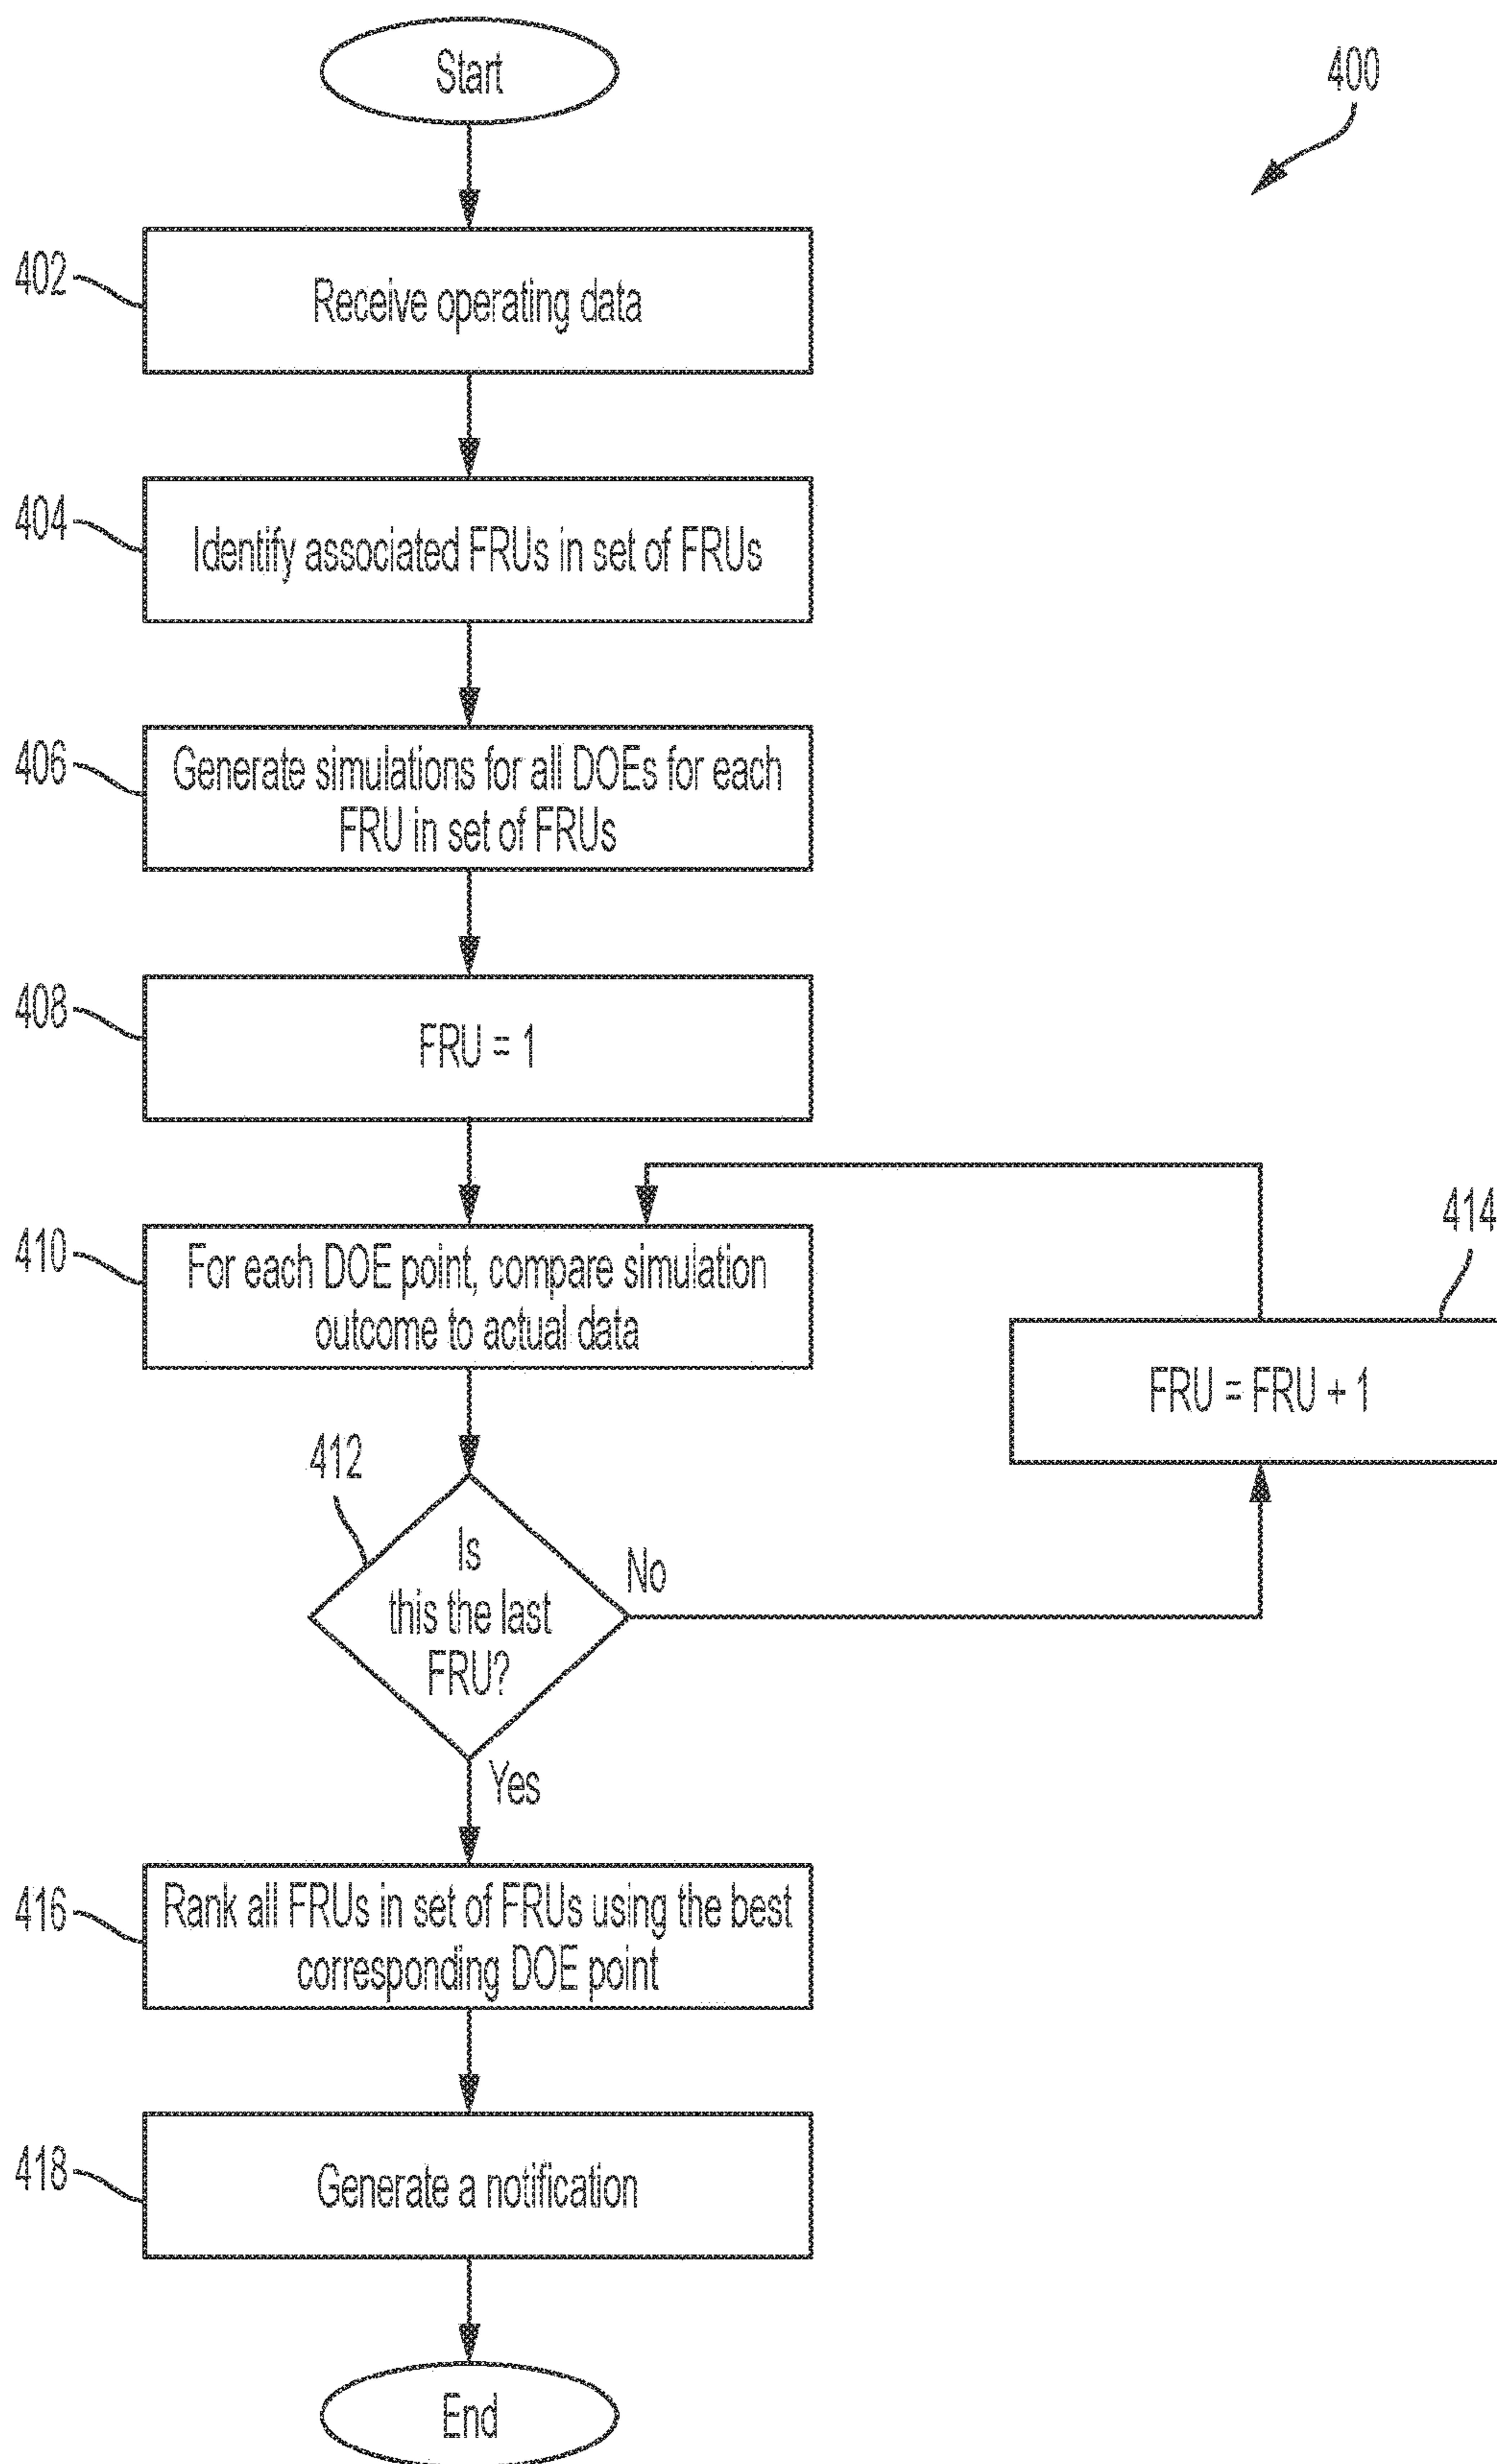 Start
400
402
Receive operating data
404
Identify associated FRUs in set of FRUs
406
Generate simulations for all DOEs for each
FRU in set of FRUs
408
FRU = 1
410
For each DOE point, compare simulation
outcome to actual data
414
FRU = FRU + 1
412
Is
this the last
FRU?
No
Yes
416
Rank all FRUs in set of FRUs using the best
corresponding DOE point
418
Generate a notification
End